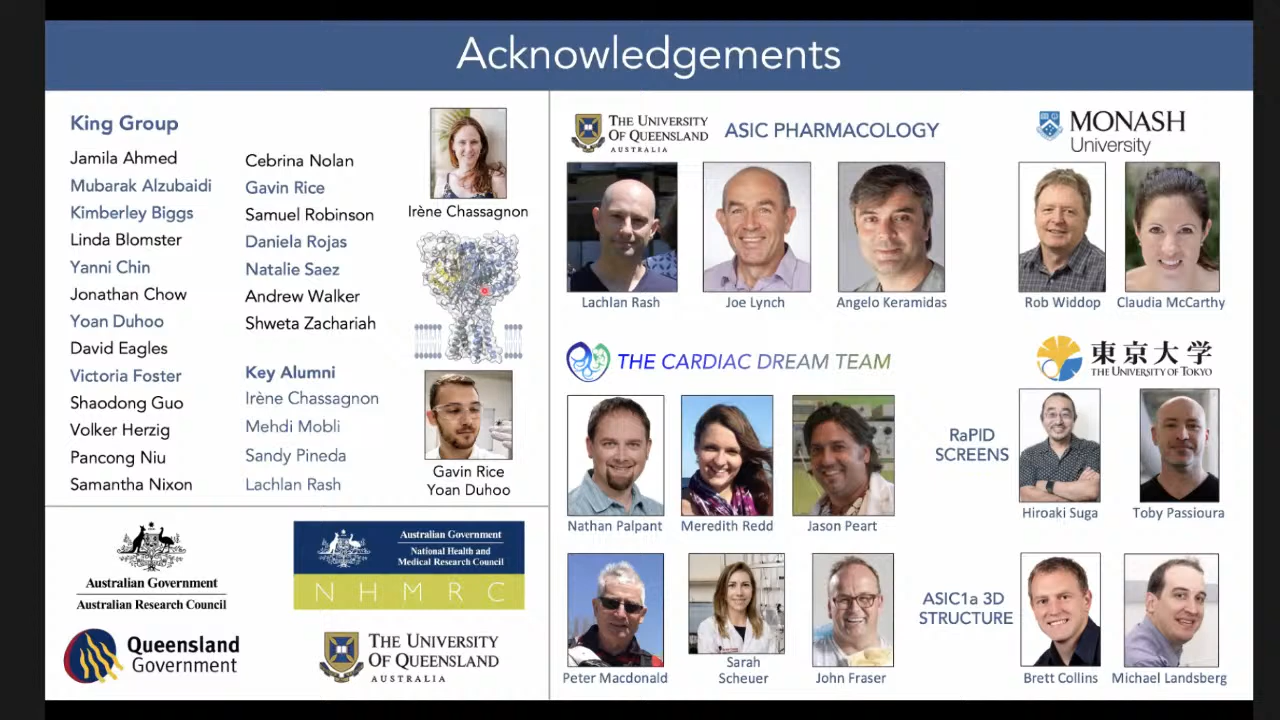 Acknowledgements
King Group
Jamila Ahmed
Mubarak Alzubaidi
Kimberley Biggs
Linda Blomster
Yanni Chin
Jonathan Chow
Yoan Duhoo
David Eagles
Victoria Foster
Shaodong Guo
Volker Herzig
Pancong Niu
Samantha Nixon
Cebrina Nolan
Gavin Rice
Samuel Robinson
Daniela Rojas
Natalie Saez
Andrew Walker
Shweta Zachariah
Key Alumni
Irène Chassagnon
Mehdi Mobli
Sandy Pineda
Lachlan Rash
Irène Chassagnon
Gavin Rice
Yoan Duhoo
Australian Government
Australian Research Council
Australian Government
National Health and
Medical Research Council
NHMRC
Queensland
Government
THE UNIVERSITY
OF QUEENSLAND
AUSTRALIA
THE UNIVERSITY
OF QUEENSLAND
AUSTRALIA
ASIC PHARMACOLOGY
Lachlan Rash
Joe Lynch
Angelo Keramidas
MONASH
University
Rob Widdop
Claudia McCarthy
THE CARDIAC DREAM TEAM
Nathan Palpant
Meredith Redd
Jason Peart
Peter Macdonald
Sarah
Scheuer
John Fraser
東京大学
THE UNIVERSITY OF TOKYO
RaPID
SCREENS
Hiroaki Suga
Toby Passioura
ASIC1a 3D
STRUCTURE
Brett Collins
Michael Landsberg